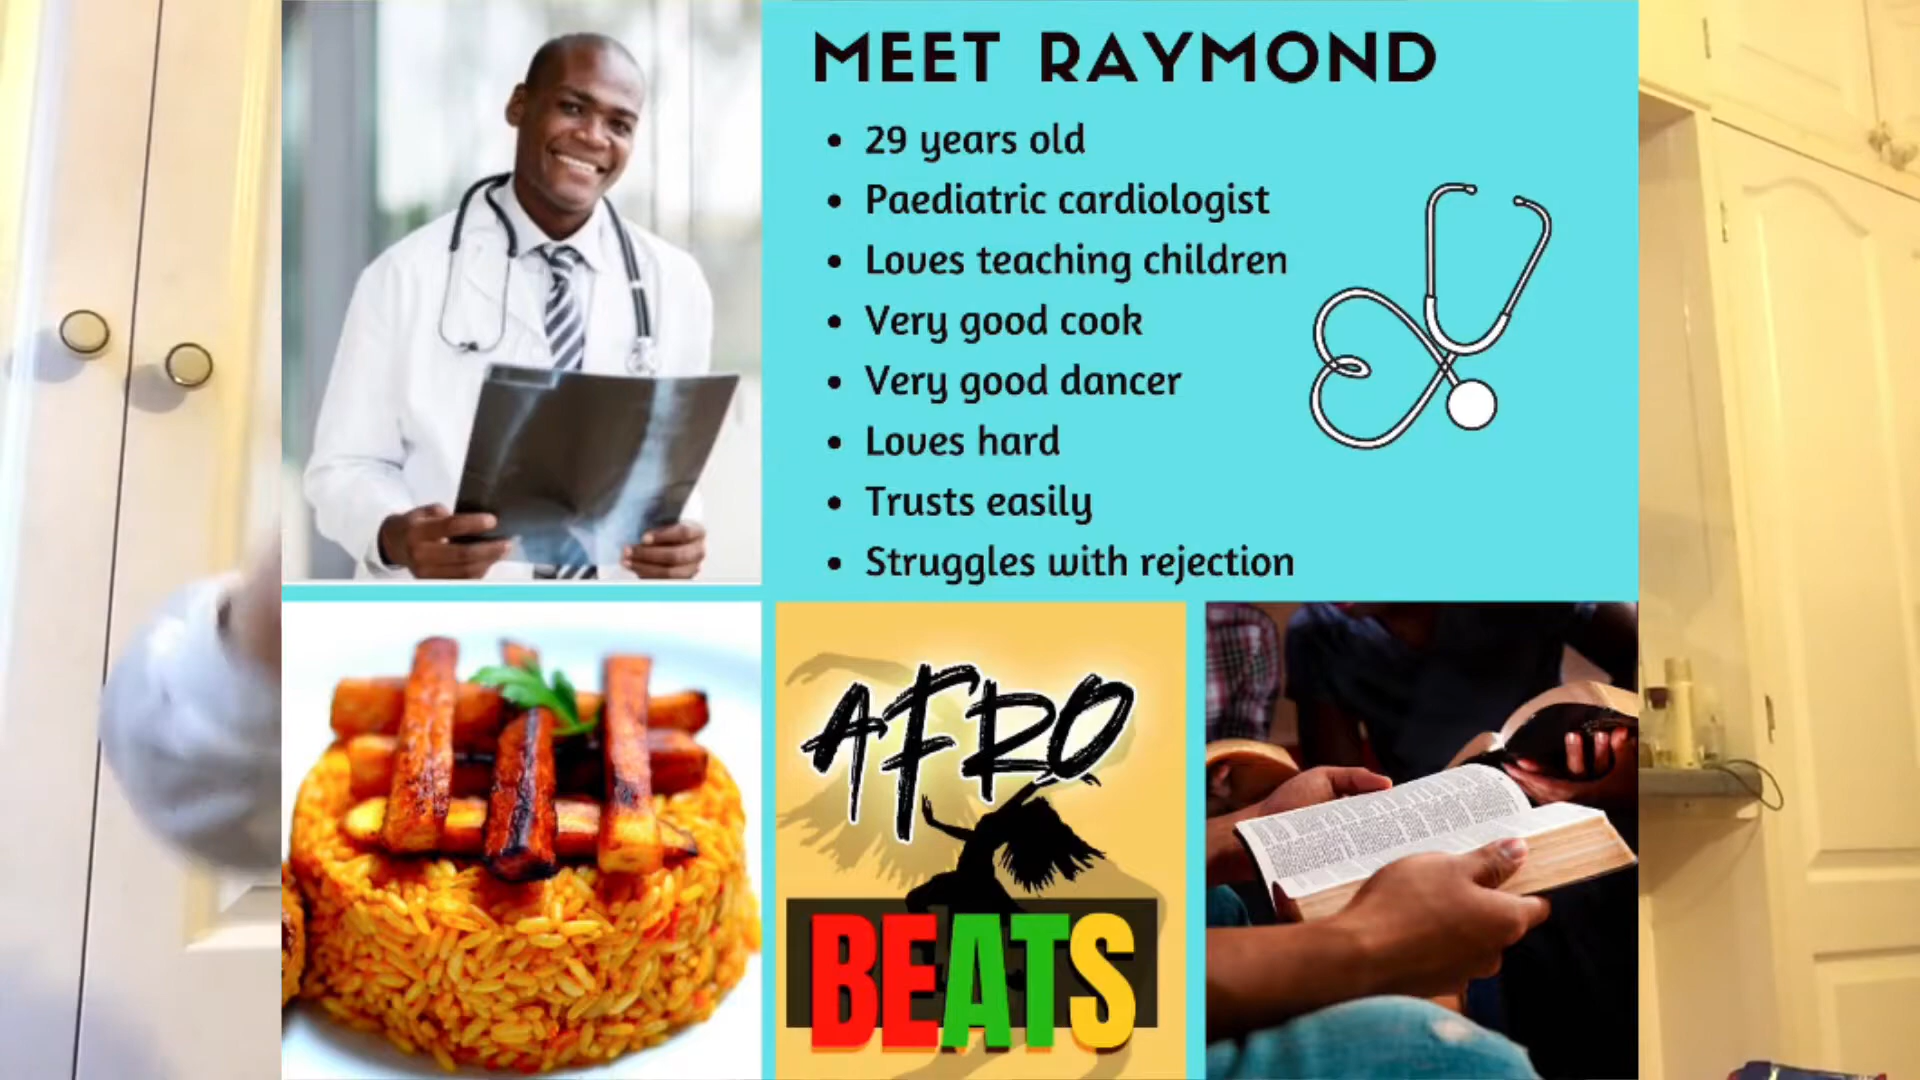 MEET RAYMOND
29 years old
Paediatric cardiologist
Loves teaching children
Very good cook
Very good dancer
Loves hard
Trusts easily
Struggles with rejection
AFRO
BEATS